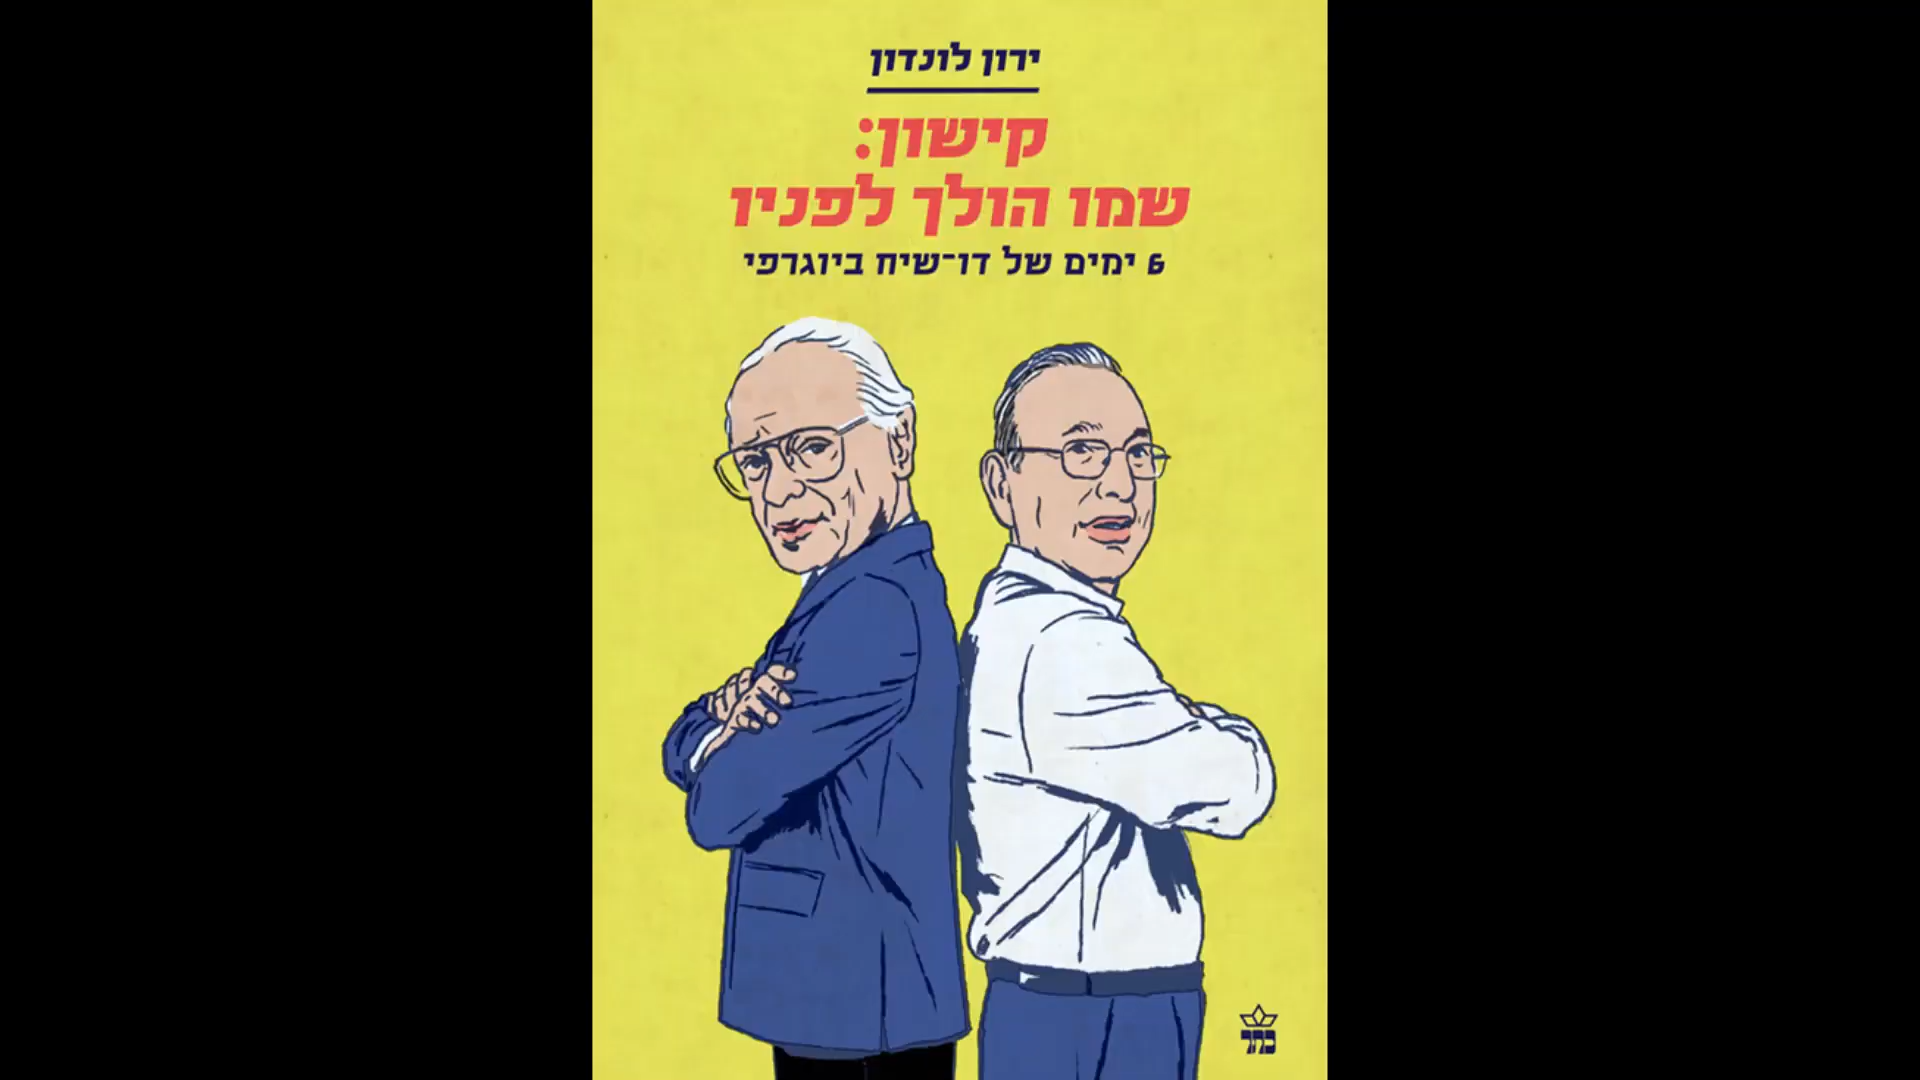 ירון לונדון
קישון:
שמו הולך לפניו
6 ימים של דו־שיח ביוגרפי
כתר